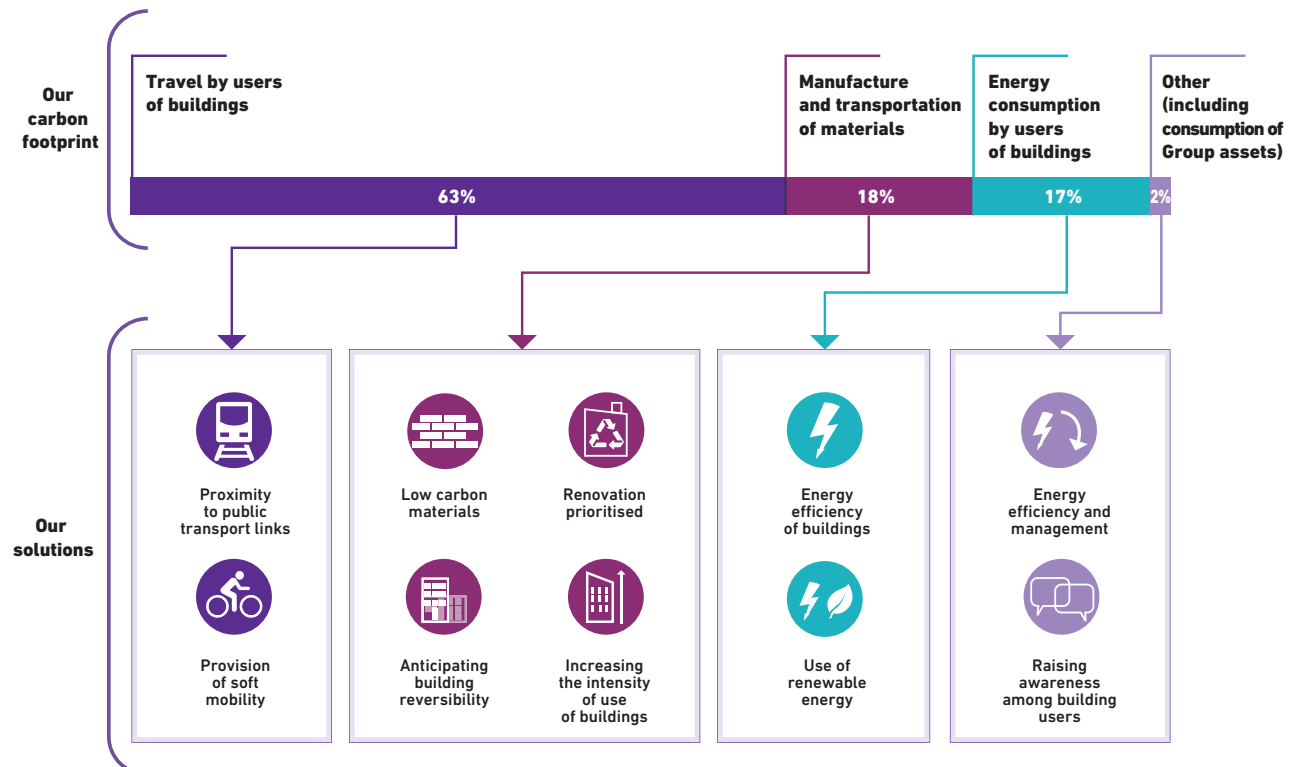 Our
carbon
footprint
Travel by users
of buildings
Manufacture
and transportation
of materials
Energy
consumption
by users
of buildings
Other
(including
consumption of
Group assets)
63%
18%
17%
2%
Our
solutions
Proximity
to public
transport links
Low carbon
materials
Renovation
prioritised
Energy
efficiency
of buildings
Energy
efficiency and
management
Provision
of soft
mobility
Anticipating
building
reversibility
Increasing
the intensity
of use
of buildings
Use of
renewable
energy
Raising
awareness
among building
users